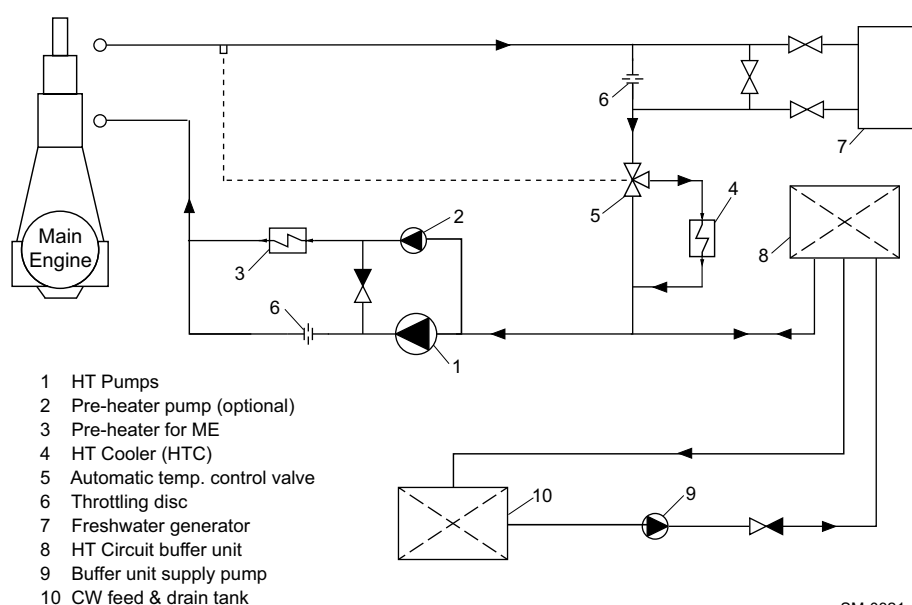 6
7
5
4
8
Main
Engine
2
3
6
1
1 HT Pumps
2 Pre-heater pump (optional)
3 Pre-heater for ME
4 HT Cooler (HTC)
5 Automatic temp. control valve
6 Throttling disc
7 Freshwater generator
8 HT Circuit buffer unit
9 Buffer unit supply pump
10 CW feed & drain tank
10
9